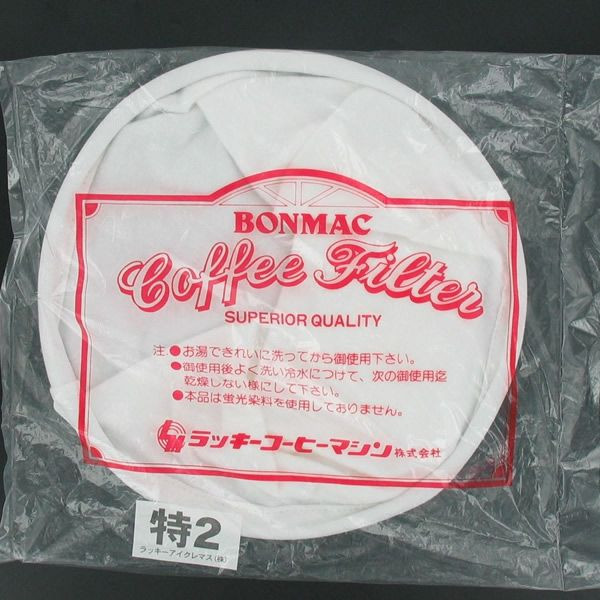 BONMAC
Coffee Filter
SUPERIOR QUALITY
注.●お湯できれいに洗ってから御使用下さい。
●御使用後よく洗い冷水につけて、次の御使用迄
乾燥しない様にして下さい。
●本品は蛍光染料を使用しておりません。
ラッキーコーヒーマシン株式会社
特2
ラッキーアイクレマス(株)